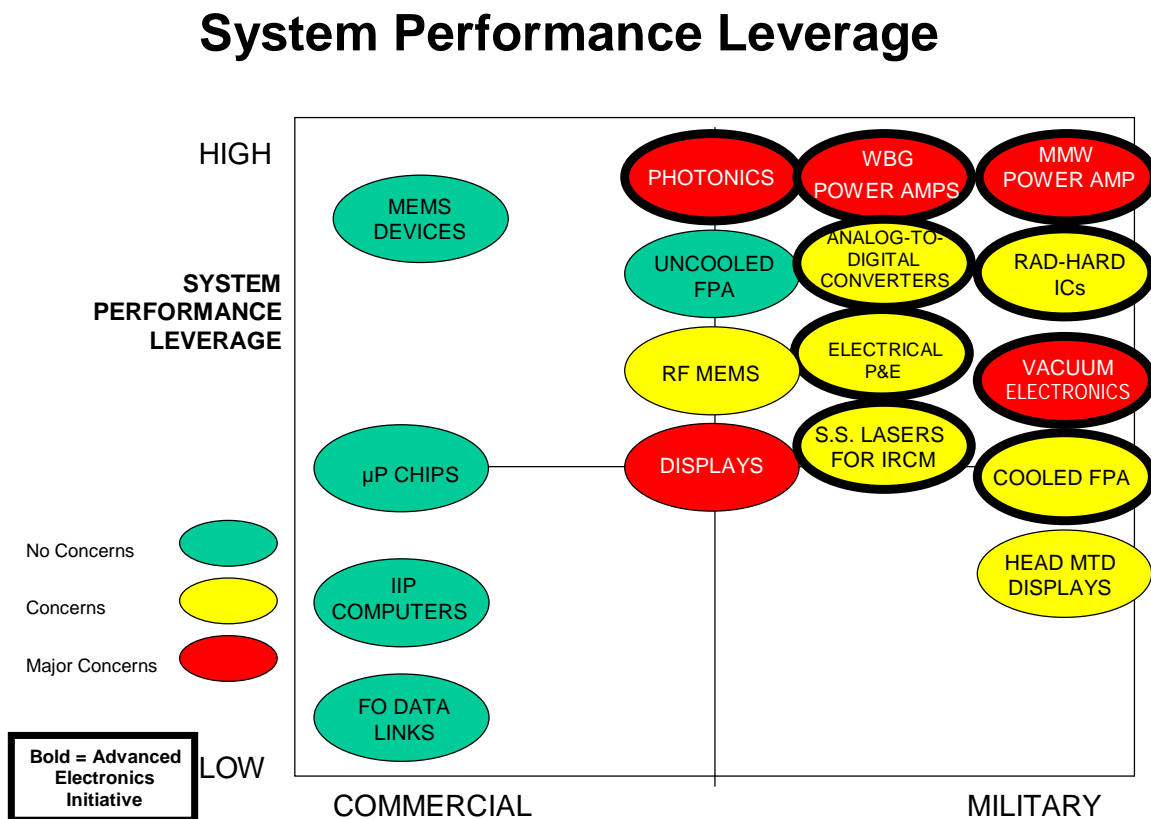 System Performance Leverage
HIGH
PHOTONICS
WBG
POWER AMPS
MMW
POWER AMP
MEMS
DEVICES
UNCOOLED
FPA
ANALOG-TO-
DIGITAL
CONVERTERS
RAD-HARD
ICs
SYSTEM
PERFORMANCE
LEVERAGE
RF MEMS
ELECTRICAL
P&E
VACUUM
ELECTRONICS
µP CHIPS
DISPLAYS
S.S. LASERS
FOR IRCM
COOLED FPA
No Concerns
HEAD MTD
DISPLAYS
IIP
COMPUTERS
Concerns
Major Concerns
FO DATA
LINKS
Bold = Advanced
Electronics
Initiative
LOW
COMMERCIAL
MILITARY